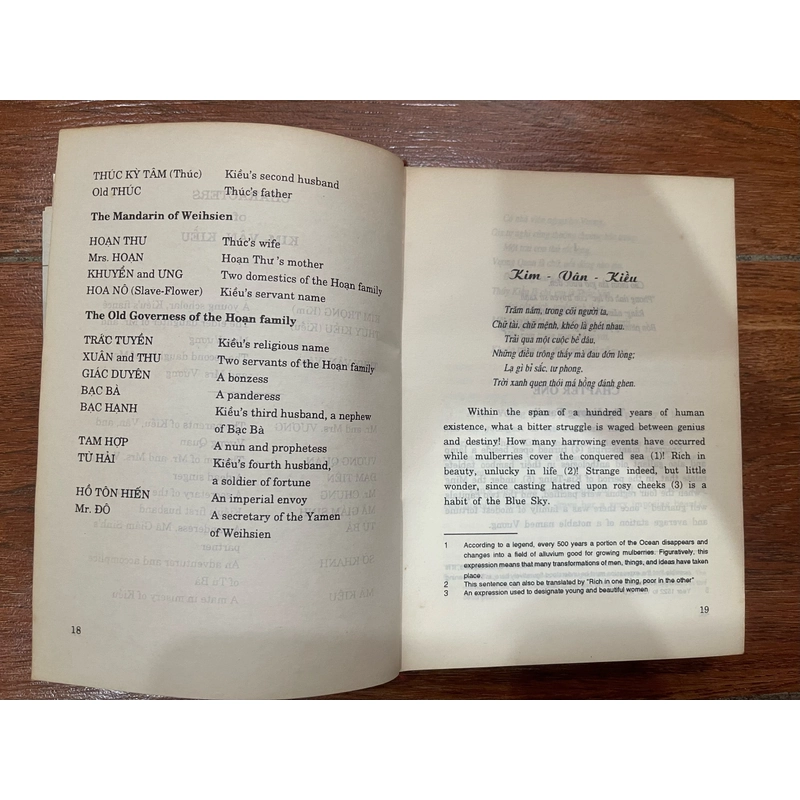 THÚC KỲ TÂM (Thúc) Kiều's second husband
Old THÚC Thúc's father
The Mandarin of Weihsien
HOẠN THƯ Thúc's wife
Mrs. HOẠN Hoạn Thư's mother
KHUYỂN and ƯNG Two domestics of the Hoạn family
HOA NÔ (Slave-Flower) Kiều's servant name
The Old Governess of the Hoạn family
TRẠC TUYỀN Kiều's religious name
XUÂN and THU Two servants of the Hoạn family
GIÁC DUYÊN A bonzess
BẠC BÀ A panderess
BẠC HẠNH Kiều's third husband, a nephew
of Bạc Bà
TAM HỢP A nun and prophetess
TỪ HẢI Kiều's fourth husband,
a soldier of fortune
HỒ TÔN HIẾN An imperial envoy
Mr. ĐÔ A secretary of the Yamen
of Weihsien
18
Kim - Vân - Kiều
Trăm năm, trong cõi người ta,
Chữ tài, chữ mệnh, khéo là ghét nhau.
Trải qua một cuộc bể dâu,
Những điều trông thấy mà đau đớn lòng;
Lạ gì bỉ sắc, tư phong,
Trời xanh quen thói má hồng đánh ghen.
Within the span of a hundred years of human
existence, what a bitter struggle is waged between genius
and destiny! How many harrowing events have occurred
while mulberries cover the conquered sea (1)! Rich in
beauty, unlucky in life (2)! Strange indeed, but little
wonder, since casting hatred upon rosy cheeks (3) is a
habit of the Blue Sky.
1 According to a legend, every 500 years a portion of the Ocean disappears and
changes into a field of alluvium good for growing mulberries. Figuratively, this
expression means that many transformations of men, things, and ideas have taken
place.
2 This sentence can also be translated by "Rich in one thing, poor in the other"
3 An expression used to designate young and beautiful women
19